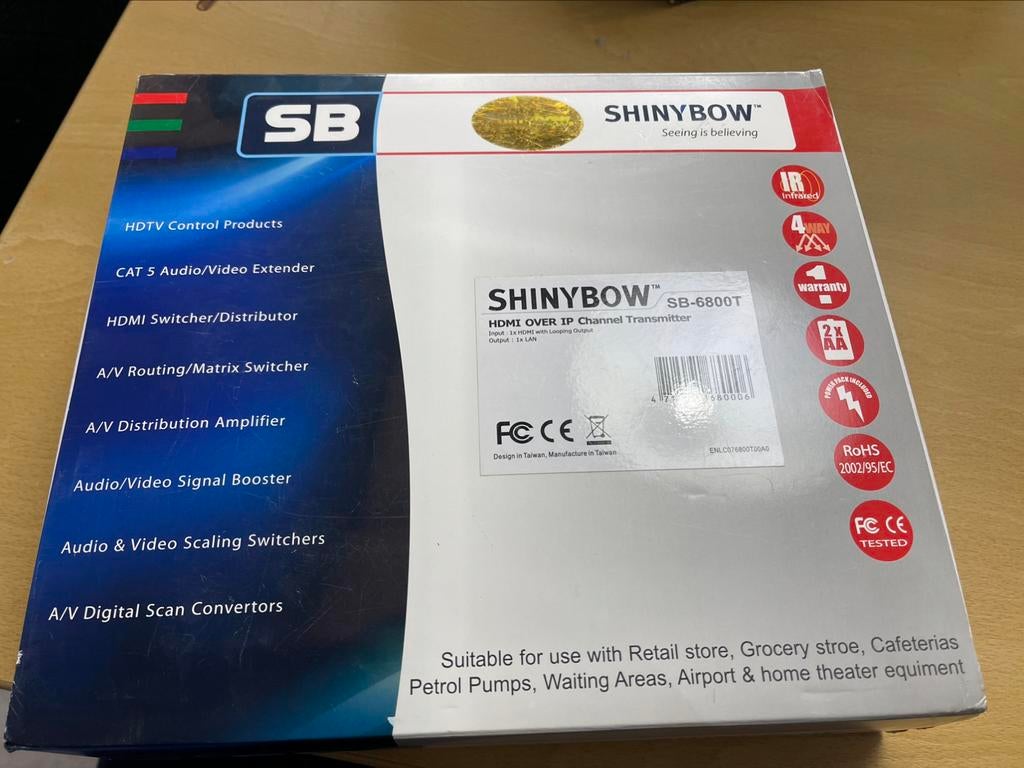 SB
SHINYBOW™
Seeing is believing
HDTV Control Products
CAT 5 Audio/Video Extender
HDMI Switcher/Distributor
A/V Routing/Matrix Switcher
A/V Distribution Amplifier
Audio/Video Signal Booster
Audio & Video Scaling Switchers
A/V Digital Scan Convertors
SHINYBOW™ SB-6800T
HDMI OVER IP Channel Transmitter
Input : 1x HDMI with Looping Output
Output : 1x LAN
680006
FC CE
Design in Taiwan, Manufacture in Taiwan
ENLC076800T00A0
IR
Infrared
4 WAY
1
warranty
2 x
AA
POWER PACK INCLUDED
RoHS
2002/95/EC
FC CE
TESTED
Suitable for use with Retail store, Grocery stroe, Cafeterias
Petrol Pumps, Waiting Areas, Airport & home theater equiment